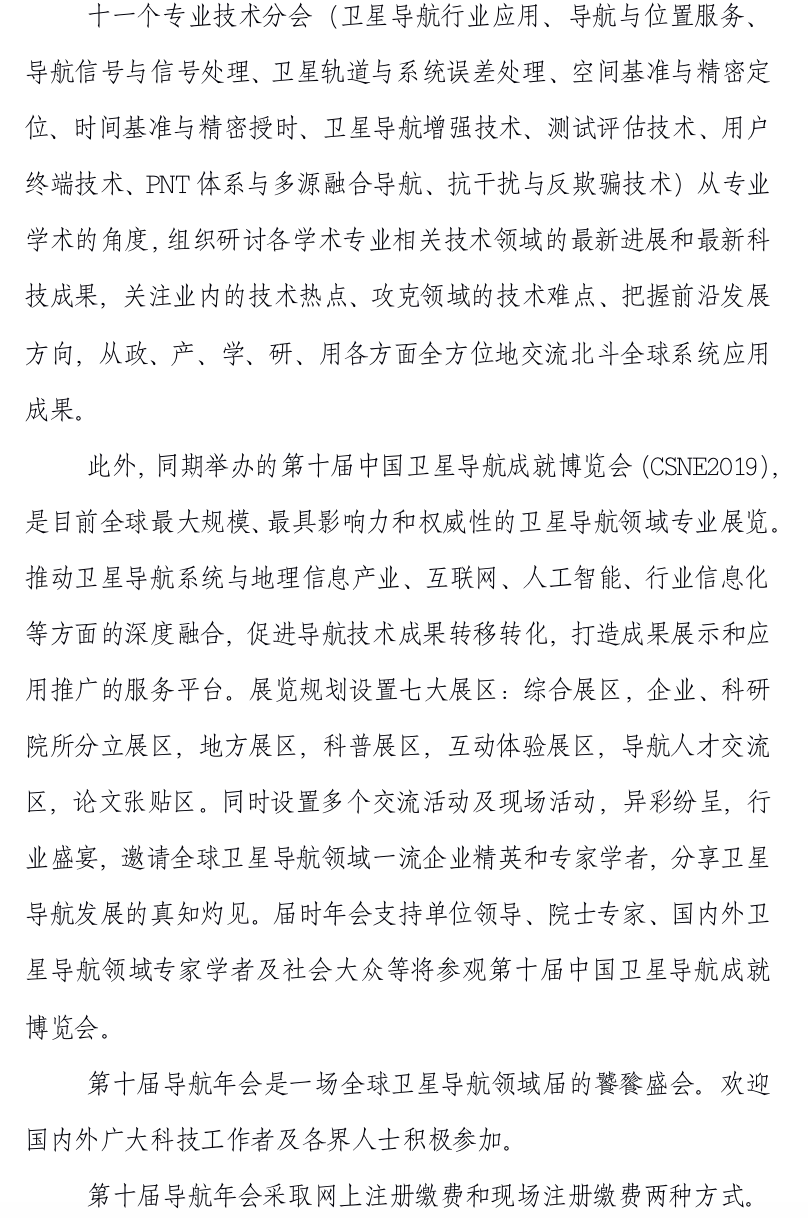 十一个专业技术分会（卫星导航行业应用、导航与位置服务、
导航信号与信号处理、卫星轨道与系统误差处理、空间基准与精密定
位、时间基准与精密授时、卫星导航增强技术、测试评估技术、用户
终端技术、PNT 体系与多源融合导航、抗干扰与反欺骗技术）从专业
学术的角度，组织研讨各学术专业相关技术领域的最新进展和最新科
技成果，关注业内的技术热点、攻克领域的技术难点、把握前沿发展
方向，从政、产、学、研、用各方面全方位地交流北斗全球系统应用
成果。
此外，同期举办的第十届中国卫星导航成就博览会（CSNE2019），
是目前全球最大规模、最具影响力和权威性的卫星导航领域专业展览。
推动卫星导航系统与地理信息产业、互联网、人工智能、行业信息化
等方面的深度融合，促进导航技术成果转移转化，打造成果展示和应
用推广的服务平台。展览规划设置七大展区：综合展区，企业、科研
院所分立展区，地方展区，科普展区，互动体验展区，导航人才交流
区，论文张贴区。同时设置多个交流活动及现场活动，异彩纷呈，行
业盛宴，邀请全球卫星导航领域一流企业精英和专家学者，分享卫星
导航发展的真知灼见。届时年会支持单位领导、院士专家、国内外卫
星导航领域专家学者及社会大众等将参观第十届中国卫星导航成就
博览会。
第十届导航年会是一场全球卫星导航领域届的饕餮盛会。欢迎
国内外广大科技工作者及各界人士积极参加。
第十届导航年会采取网上注册缴费和现场注册缴费两种方式。